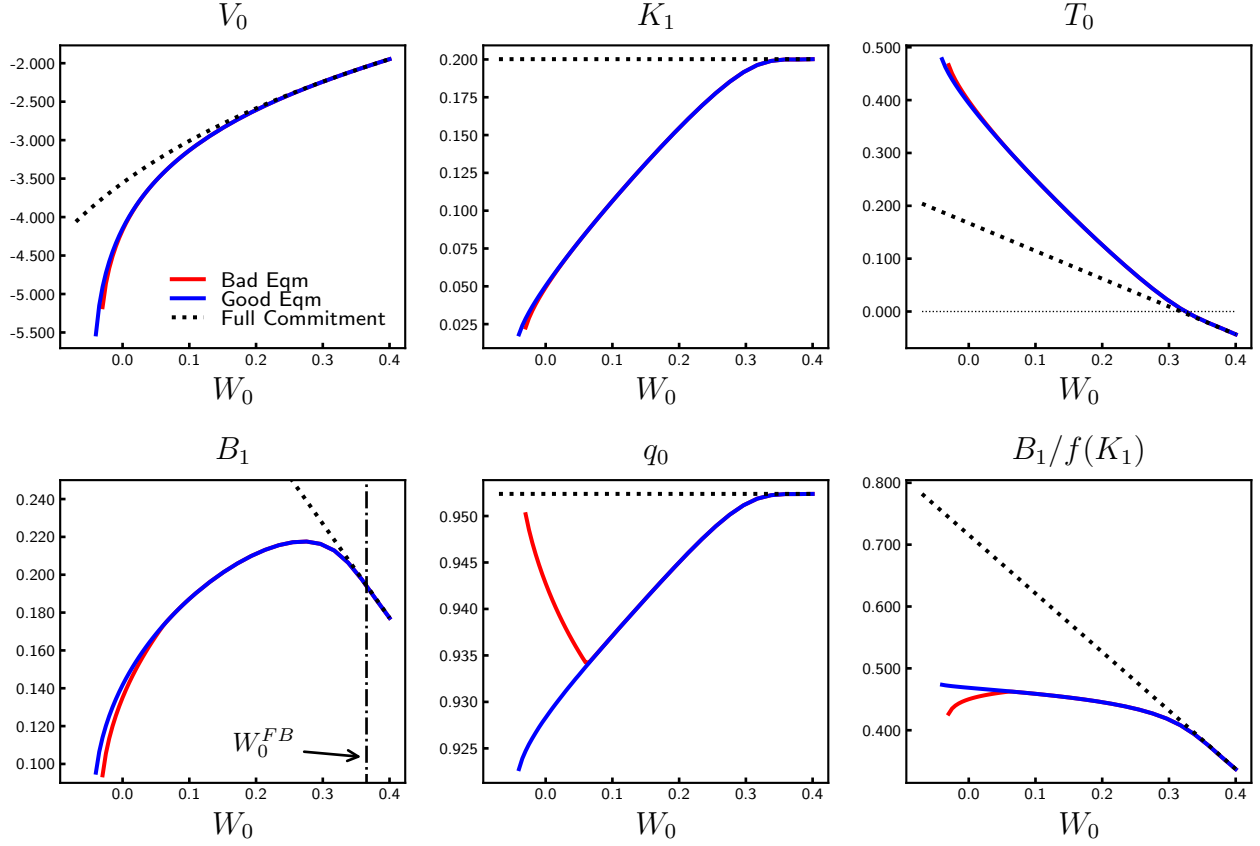 V_0
-2.000
-2.500
-3.000
-3.500
-4.000
-4.500
-5.000
-5.500
Bad Eqm
Good Eqm
Full Commitment
0.0 0.1 0.2 0.3 0.4
W_0
K_1
0.200
0.175
0.150
0.125
0.100
0.075
0.050
0.025
0.0 0.1 0.2 0.3 0.4
W_0
T_0
0.500
0.400
0.300
0.200
0.100
0.000
0.0 0.1 0.2 0.3 0.4
W_0
B_1
0.240
0.220
0.200
0.180
0.160
0.140
0.120
0.100
W_0^{FB}
0.0 0.1 0.2 0.3 0.4
W_0
q_0
0.950
0.945
0.940
0.934
0.930
0.925
0.0 0.1 0.2 0.3 0.4
W_0
B_1/f(K_1)
0.800
0.700
0.600
0.500
0.400
0.0 0.1 0.2 0.3 0.4
W_0